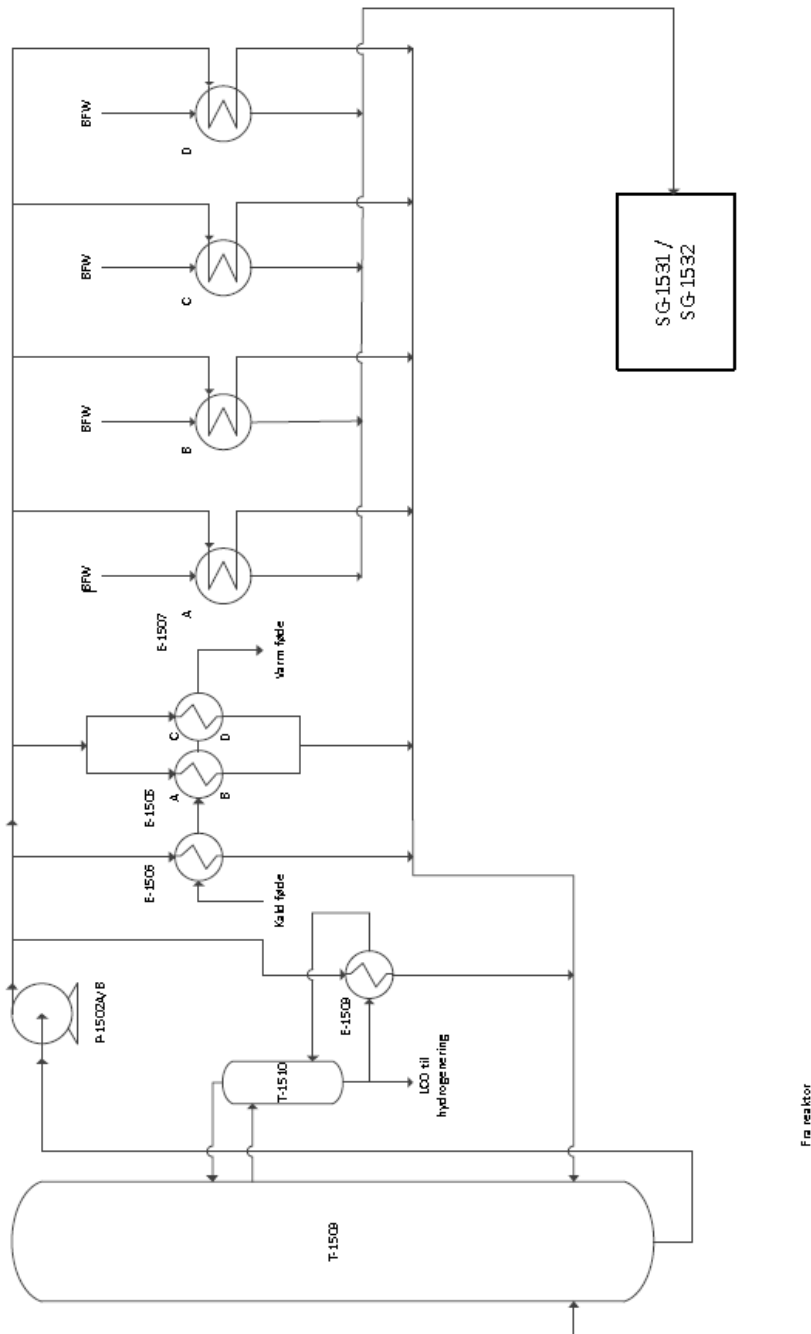 BFW
BFW
BFW
BFW
P-1502A/B
E-1506
E-1505
E-1507
A
B
C
D
A
C
B
D
T-1510
Kald føde
Varm føde
T-1509
E-1509
LCO til
hydrogenering
SG-1531 /
SG-1532
Fra reaktor